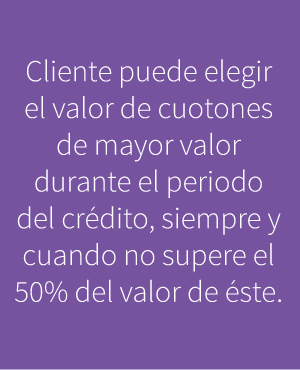 Cliente puede elegir
el valor de cuotones
de mayor valor
durante el periodo
del crédito, siempre y
cuando no supere el
50% del valor de éste.